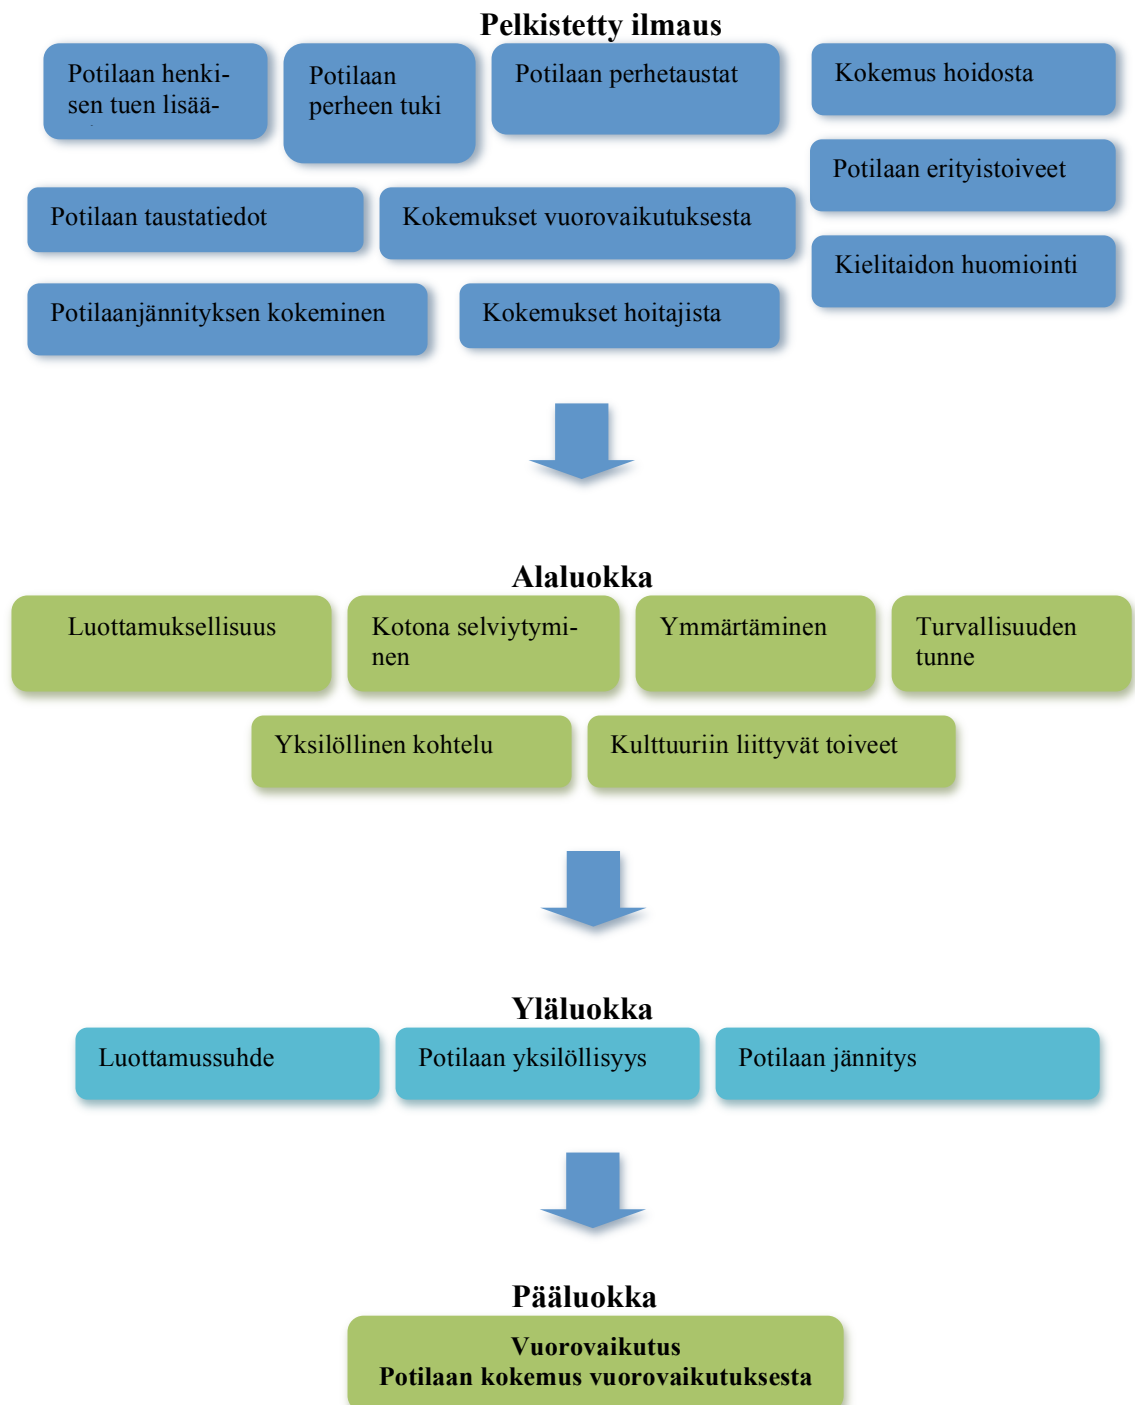 Pelkistetty ilmaus
Potilaan henki-
sen tuen lisää-
Potilaan
perheen tuki
Potilaan perhetaustat
Kokemus hoidosta
Potilaan erityistoiveet
Potilaan taustatiedot
Kokemukset vuorovaikutuksesta
Kielitaidon huomiointi
Potilaanjännityksen kokeminen
Kokemukset hoitajista
Alaluokka
Luottamuksellisuus
Kotona selviytymi-
nen
Ymmärtäminen
Turvallisuuden
tunne
Yksilöllinen kohtelu
Kulttuuriin liittyvät toiveet
Yläluokka
Luottamussuhde
Potilaan yksilöllisyys
Potilaan jännitys
Pääluokka
Vuorovaikutus
Potilaan kokemus vuorovaikutuksesta